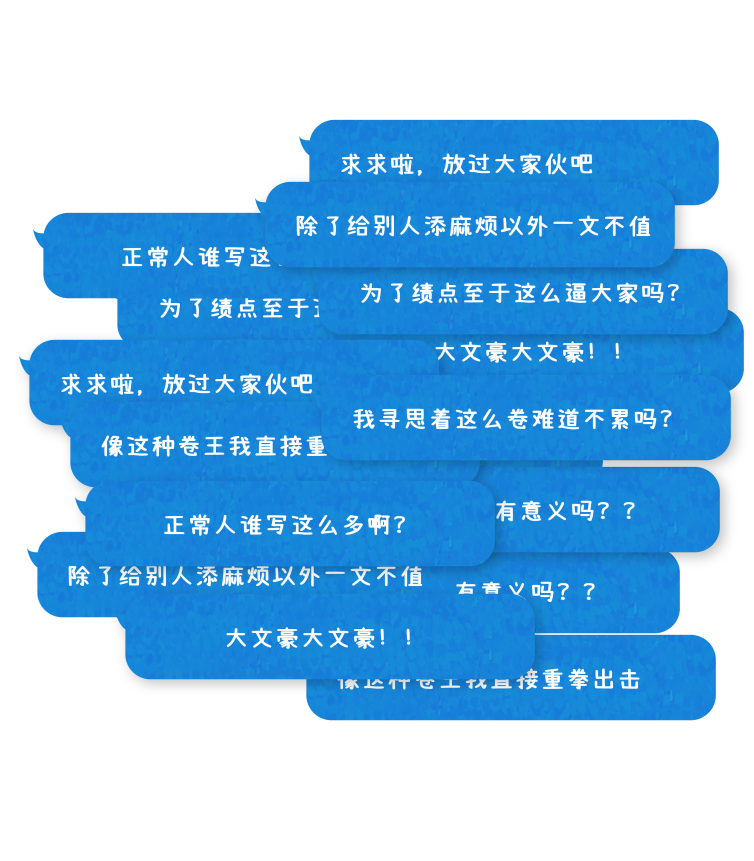 求求啦，放过大家伙吧
除了给别人添麻烦以外一文不值
正常人谁写这
为了绩点至于这么逼大家吗？
为了绩点至于
大文豪大文豪！！
求求啦，放过大家伙吧
我寻思着这么卷难道不累吗？
像这种卷王我直接重
有意义吗？？
正常人谁写这么多啊？
除了给别人添麻烦以外一文不值
有意义吗？？
大文豪大文豪！！
像这种卷王我直接重拳出击